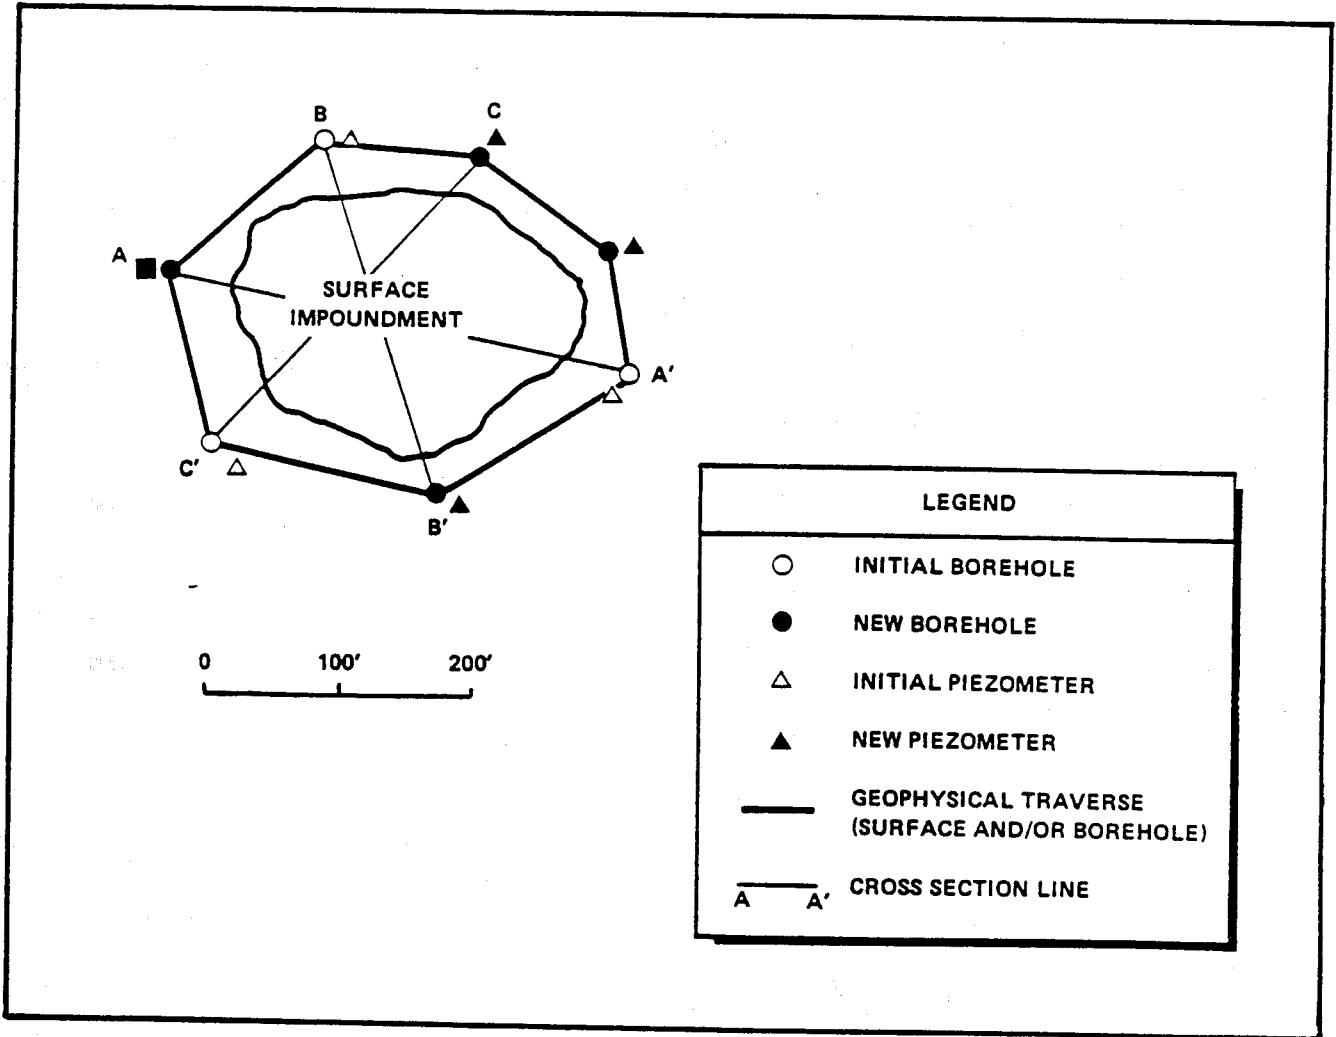 B
C
A
SURFACE
IMPOUNDMENT
A'
C'
B'
0 100' 200'
LEGEND
INITIAL BOREHOLE
NEW BOREHOLE
INITIAL PIEZOMETER
NEW PIEZOMETER
GEOPHYSICAL TRAVERSE
(SURFACE AND/OR BOREHOLE)
A A' CROSS SECTION LINE